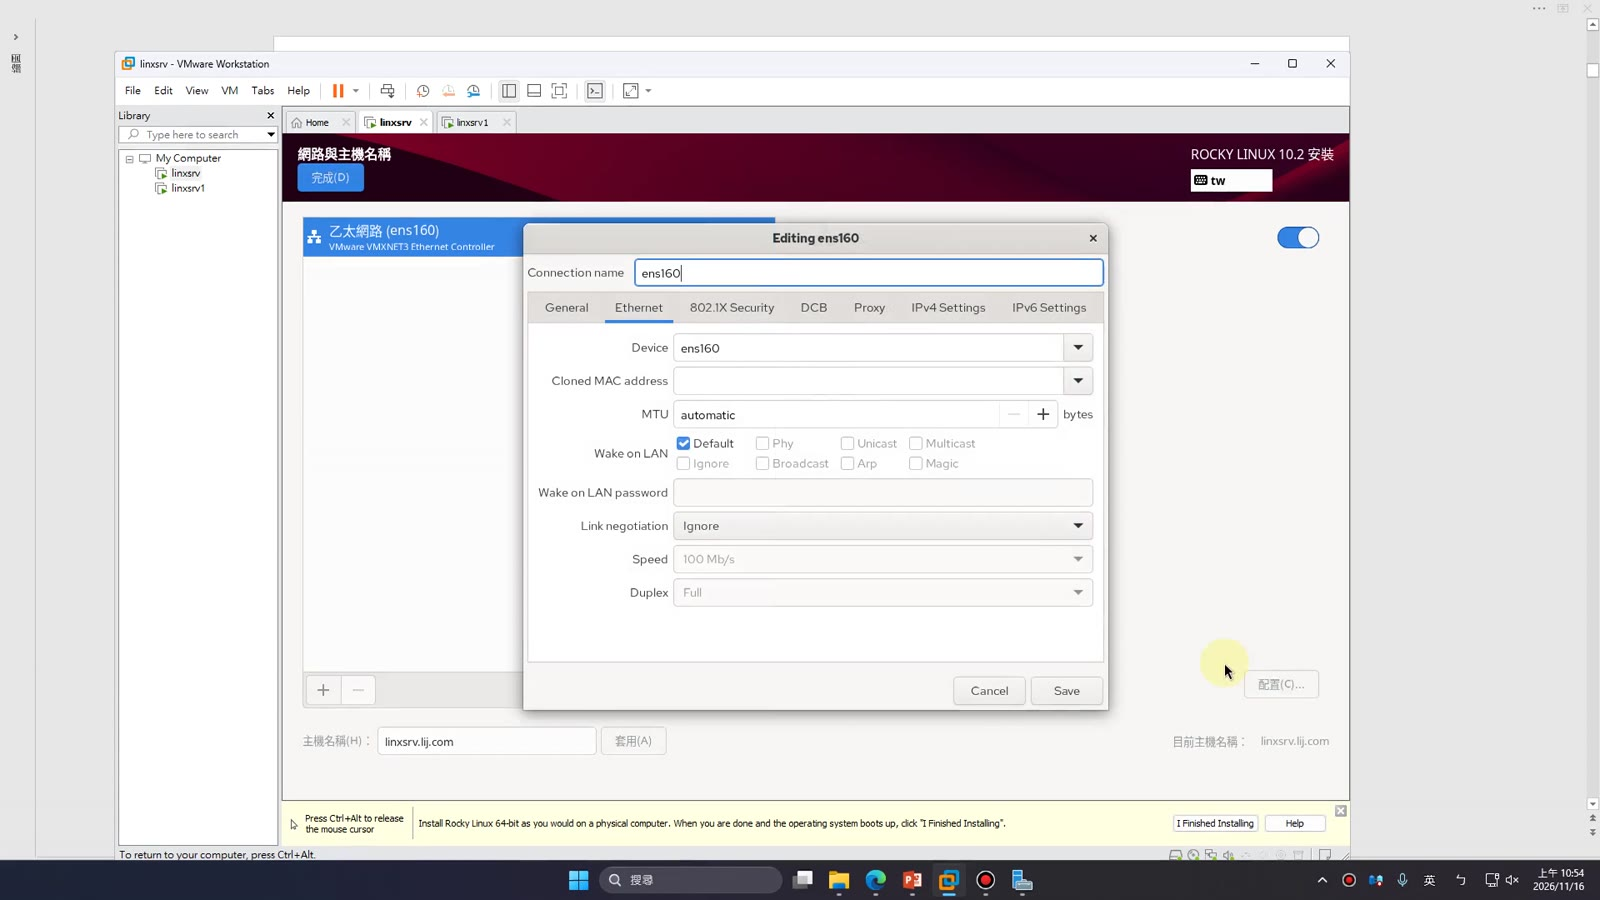 linxsrv - VMware Workstation
File Edit View VM Tabs Help
Library
Type here to search
My Computer
linxsrv
linxsrv1
Home
linxsrv
linxsrv1
網路與主機名稱
完成(D)
ROCKY LINUX 10.2 安裝
tw
乙太網路 (ens160)
VMware VMXNET3 Ethernet Controller
Editing ens160
Connection name ens160
General Ethernet 802.1X Security DCB Proxy IPv4 Settings IPv6 Settings
Device ens160
Cloned MAC address
MTU automatic bytes
Wake on LAN
Default Phy Unicast Multicast
Ignore Broadcast Arp Magic
Wake on LAN password
Link negotiation Ignore
Speed 100 Mb/s
Duplex Full
Cancel Save
配置(C)...
主機名稱(H)： linxsrv.lij.com 套用(A)
目前主機名稱： linxsrv.lij.com
Press Ctrl+Alt to release
the mouse cursor
Install Rocky Linux 64-bit as you would on a physical computer. When you are done and the operating system boots up, click "I Finished Installing".
I Finished Installing Help
To return to your computer, press Ctrl+Alt.
搜尋
英
ㄅ
上午 10:54
2026/11/16